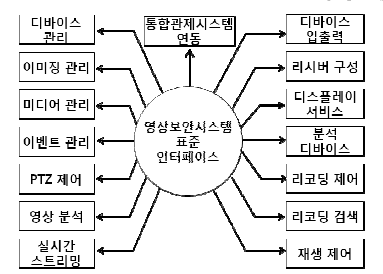 디바이스
관리
통합관제시스템
연동
디바이스
입출력
이미징 관리
리시버 구성
미디어 관리
디스플레이
서비스
영상보안시스템
표준
인터페이스
이벤트 관리
분석
디바이스
PTZ 제어
리코딩 제어
영상 분석
리코딩 검색
실시간
스트리밍
재생 제어